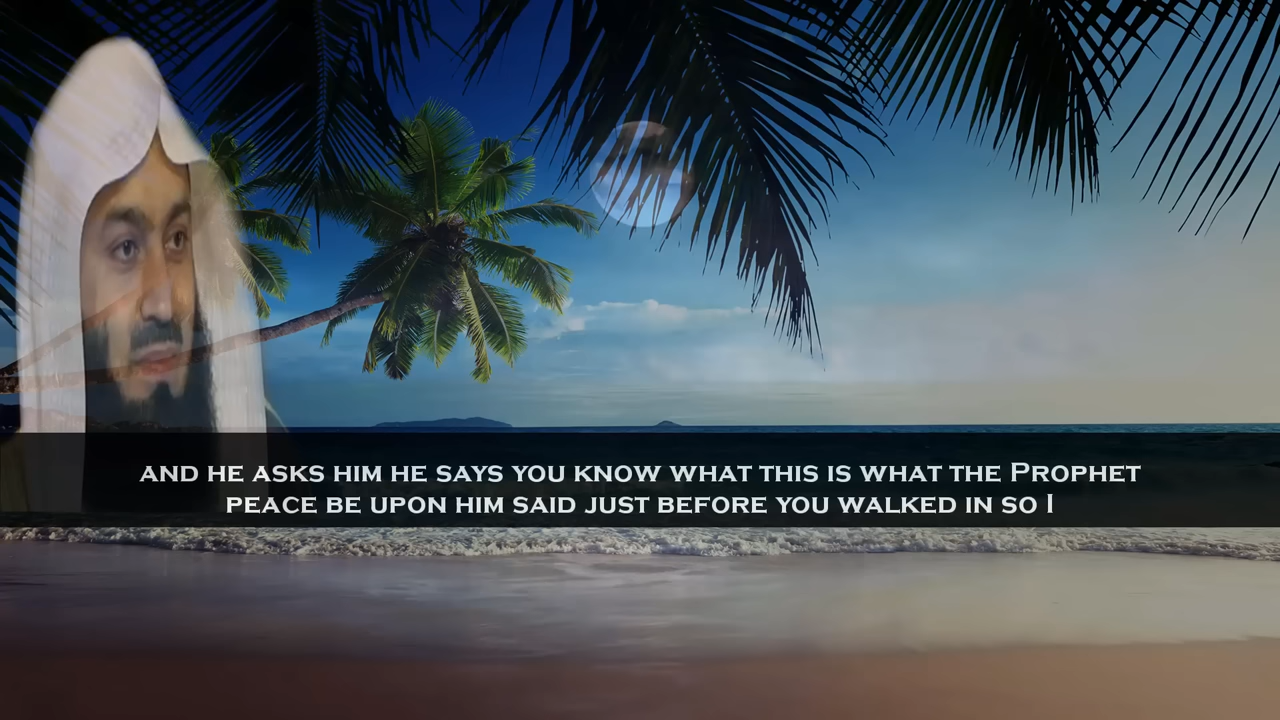 AND HE ASKS HIM HE SAYS YOU KNOW WHAT THIS IS WHAT THE PROPHET
PEACE BE UPON HIM SAID JUST BEFORE YOU WALKED IN SO I